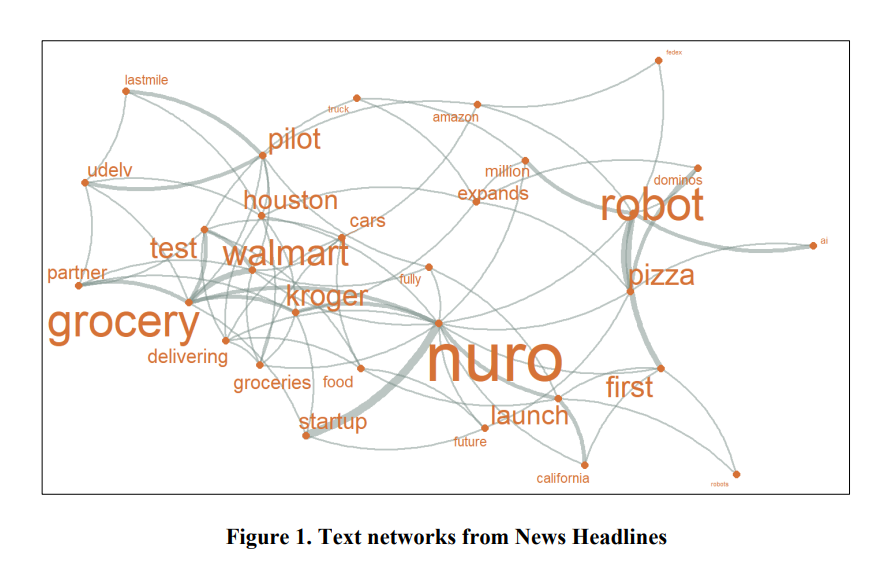 fedex
lastmile
truck
amazon
pilot
million
udelv
dominos
expands
houston
robot
cars
test
walmart
ai
partner
fully
pizza
kroger
grocery
delivering
nuro
groceries
food
first
launch
startup
future
california
robots
Figure 1. Text networks from News Headlines